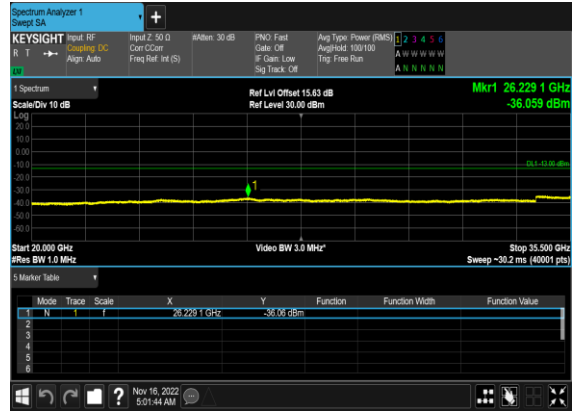 Spectrum Analyzer 1
Swept SA
KEYSIGHT Input: RF Input Z: 50 Ω #Atten: 30 dB PNO: Fast Avg Type: Power (RMS) 1 2 3 4 5 6
R T Coupling: DC Corr CCorr Gate: Off Avg|Hold: 100/100 A W W W W W
Align: Auto Freq Ref: Int (S) IF Gain: Low Trig: Free Run
Sig Track: Off A N N N N N
1 Spectrum Ref Lvl Offset 15.63 dB Mkr1 26.229 1 GHz
Scale/Div 10 dB Ref Level 30.00 dBm -36.059 dBm
Log
20.0
10.0
0.00
-10.0 DL1 -13.00 dBm
-20.0
-30.0 1
-40.0
-50.0
-60.0
Start 20.000 GHz Video BW 3.0 MHz* Stop 35.500 GHz
#Res BW 1.0 MHz Sweep ~30.2 ms (40001 pts)
5 Marker Table
Mode Trace Scale X Y Function Function Width Function Value
1 N 1 f 26.229 1 GHz -36.06 dBm
2
3
4
5
6
? Nov 16, 2022
5:01:44 AM